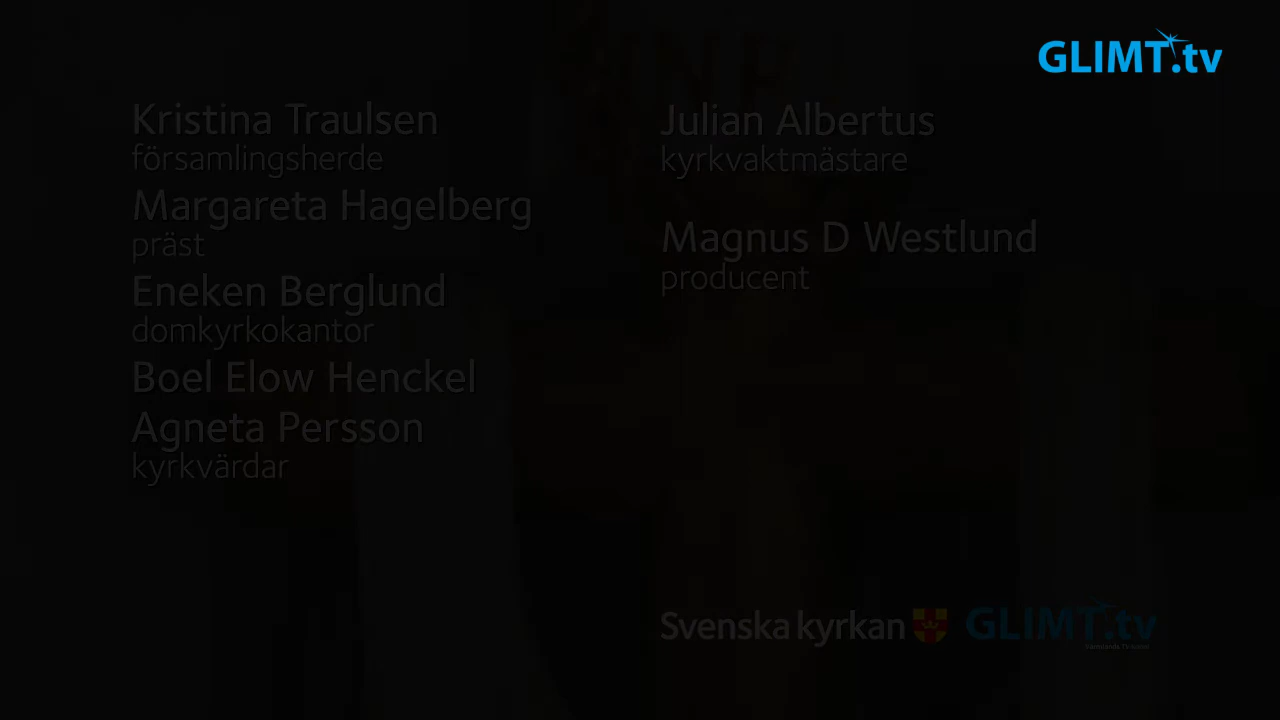 GLIMT.tv
Kristina Traulsen
församlingsherde
Margareta Hagelberg
präst
Eneken Berglund
domkyrkokantor
Boel Elow Henckel
Agneta Persson
kyrkvärdar
Julian Albertus
kyrkvaktmästare
Magnus D Westlund
producent
Svenska kyrkan
GLIMT.tv